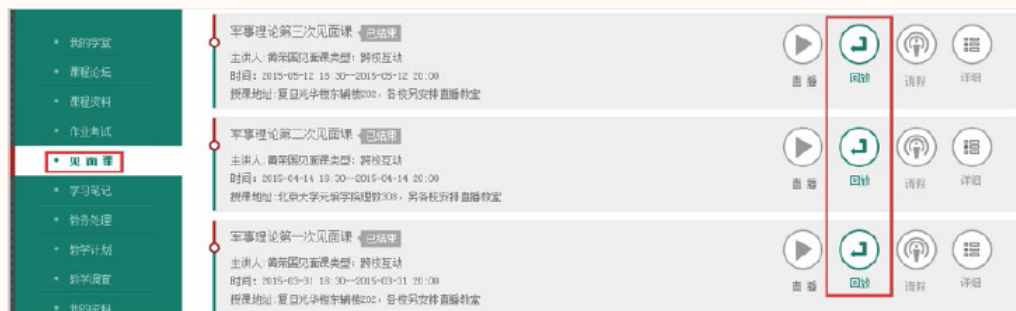 我的学堂
课程论坛
课程资料
作业考试
见面课
学习笔记
教务处理
教学计划
教学调查
我的资料
军事理论第三次见面课 已结束
主讲人:黄荣国见面课类型:跨校互动
时间:2015-05-12 18:30--2015-05-12 20:00
授课地址:复旦光华楼东辅楼202,各校另安排直播教室
直播
回放
请假
详细
军事理论第二次见面课 已结束
主讲人:黄荣国见面课类型:跨校互动
时间:2015-04-14 18:30--2015-04-14 20:00
授课地址:北京大学元培学院理教308,另各校安排直播教室
直播
回放
请假
详细
军事理论第一次见面课 已结束
主讲人:黄荣国见面课类型:跨校互动
时间:2015-03-31 18:30--2015-03-31 20:00
授课地址:复旦光华楼东辅楼202,各校另安排直播教室
直播
回放
请假
详细